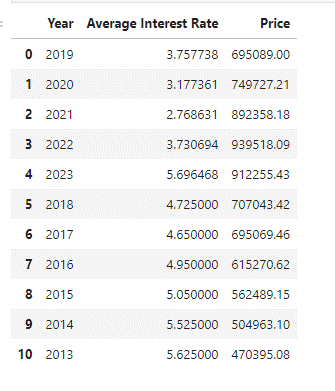 Year Average Interest Rate Price
0 2019 3.757738 695089.00
1 2020 3.177361 749727.21
2 2021 2.768631 892358.18
3 2022 3.730694 939518.09
4 2023 5.696468 912255.43
5 2018 4.725000 707043.42
6 2017 4.650000 695069.46
7 2016 4.950000 615270.62
8 2015 5.050000 562489.15
9 2014 5.525000 504963.10
10 2013 5.625000 470395.08